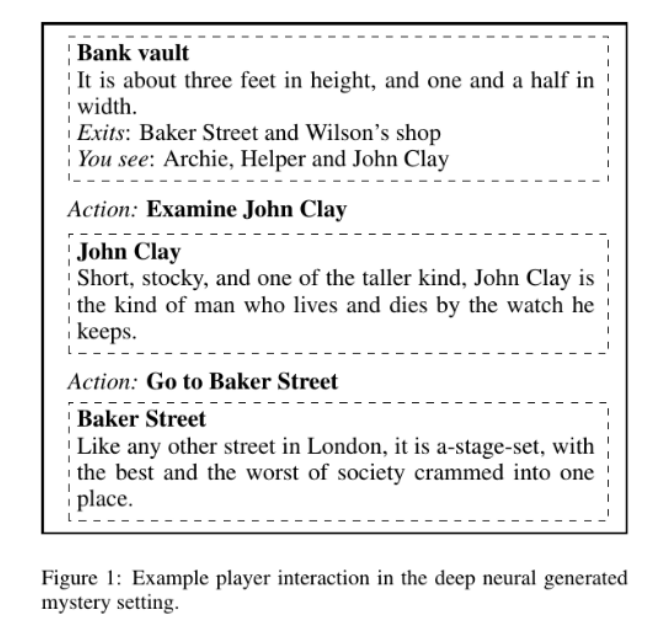 Bank vault
It is about three feet in height, and one and a half in
width.
Exits: Baker Street and Wilson's shop
You see: Archie, Helper and John Clay
Action: Examine John Clay
John Clay
Short, stocky, and one of the taller kind, John Clay is
the kind of man who lives and dies by the watch he
keeps.
Action: Go to Baker Street
Baker Street
Like any other street in London, it is a-stage-set, with
the best and the worst of society crammed into one
place.
Figure 1: Example player interaction in the deep neural generated
mystery setting.